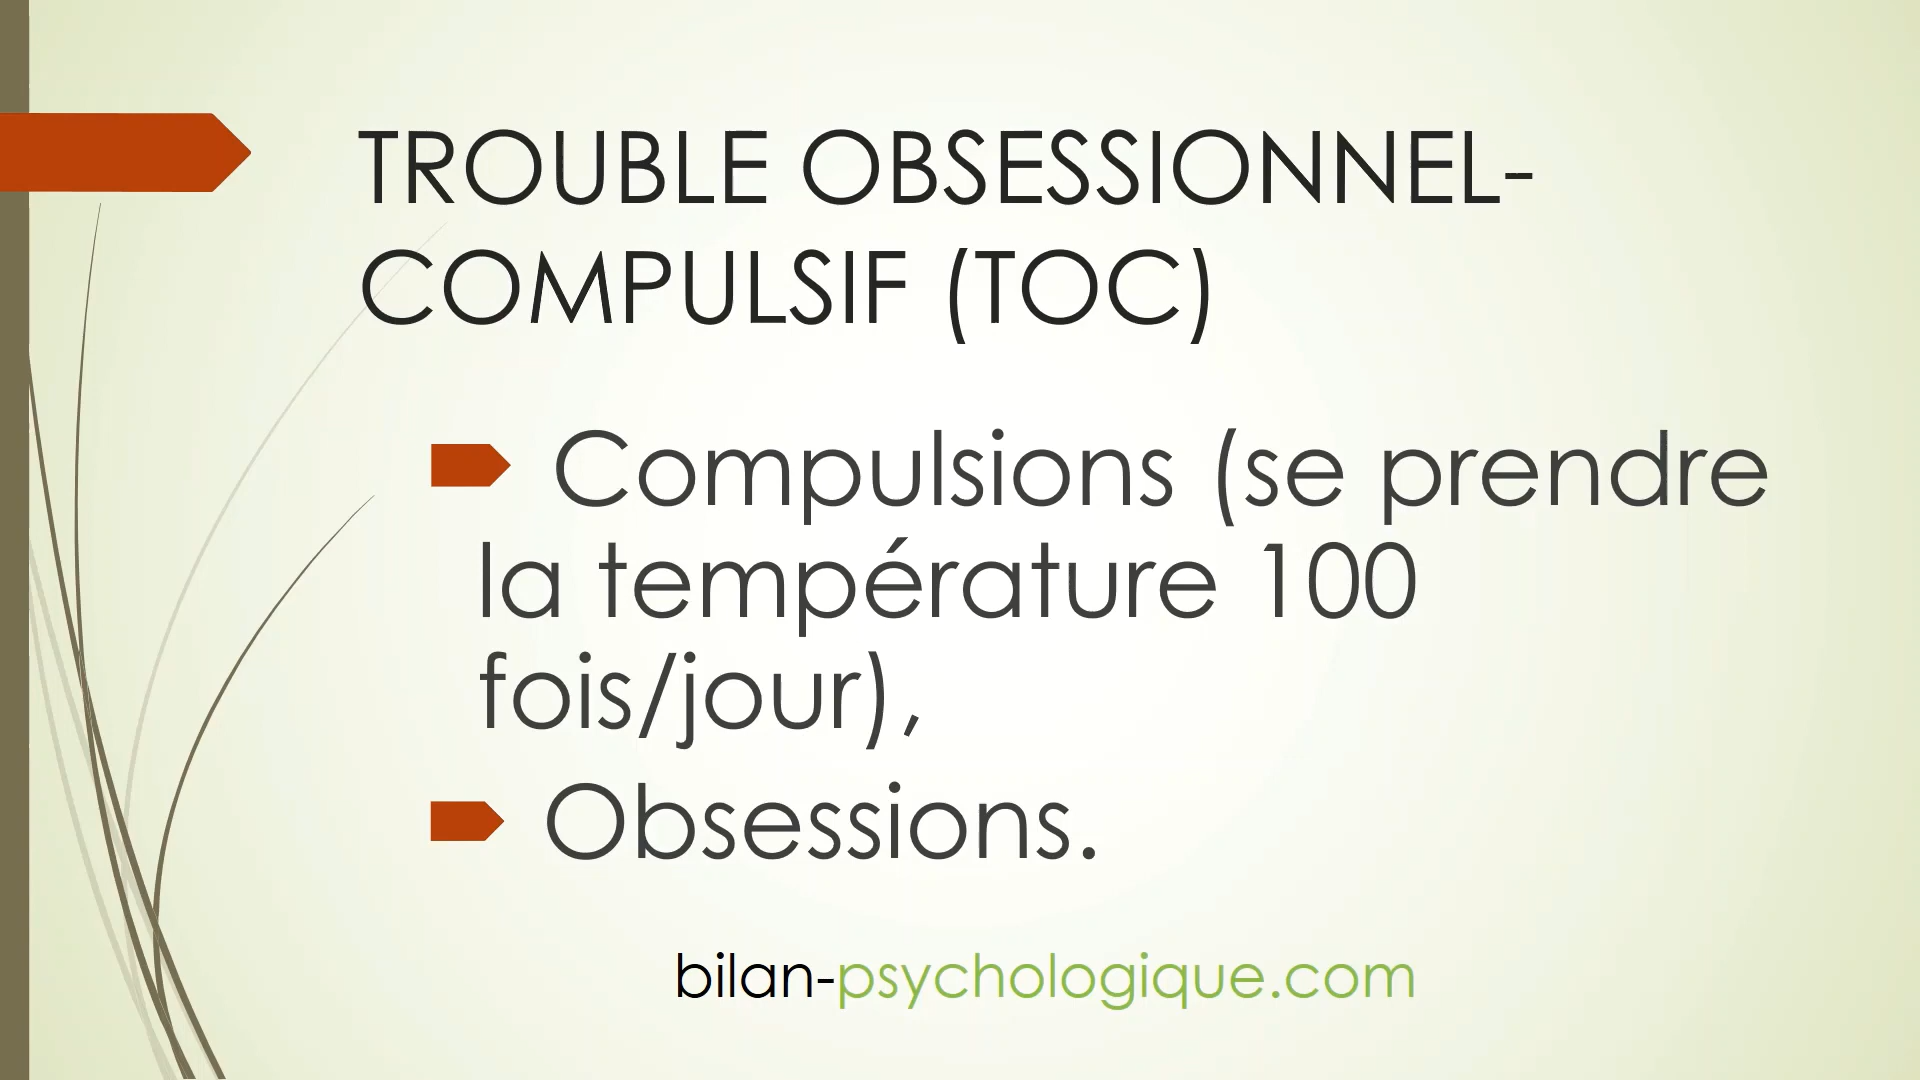 TROUBLE OBSESSIONNEL-
COMPULSIF (TOC)
Compulsions (se prendre
la température 100
fois/jour),
Obsessions.
bilan-psychologique.com